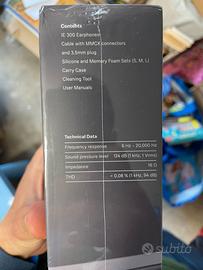 Contents
IE 300 Earphones
Cable with MMCX connectors
and 3.5mm plug
Silicone and Memory Foam Sets (S, M, L)
Carry Case
Cleaning Tool
User Manuals
Technical Data
Frequency response 6 Hz – 20,000 Hz
Sound pressure level 124 dB (1 kHz, 1 Vrms)
Impedance 16 Ω
THD < 0.08 % (1 kHz, 94 dB)
subito